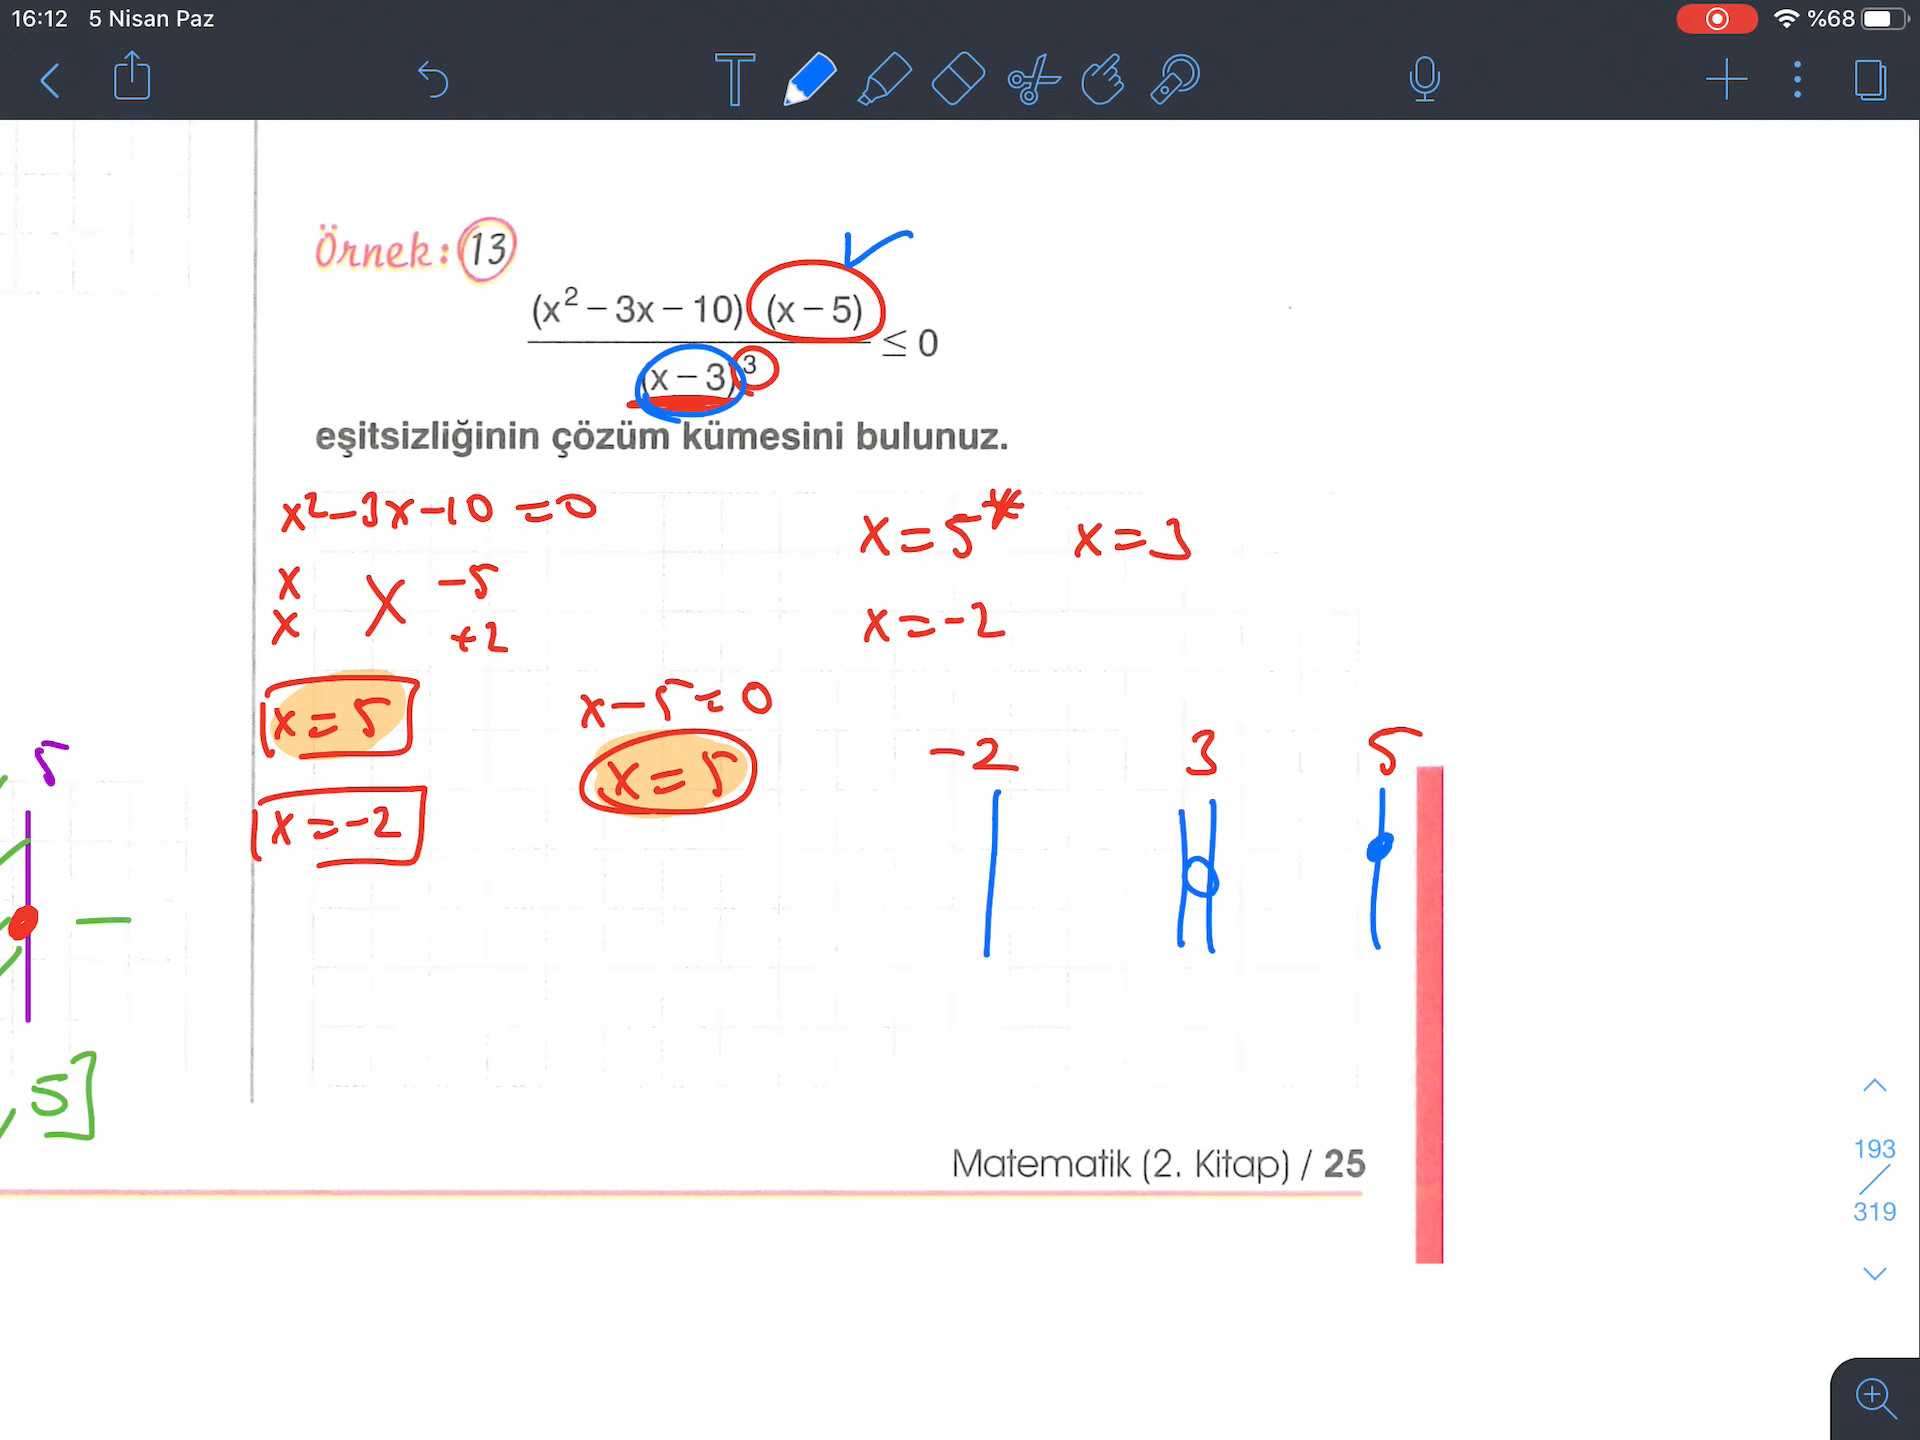 16:12 5 Nisan Paz %68
Örnek: 13
(x² – 3x – 10) (x – 5)
≤ 0
(x – 3)³
eşitsizliğinin çözüm kümesini bulunuz.
x²–3x–10 = 0
x = 5* x = 3
x x –5
x +2
x = –2
x = 5
x–5 = 0
x = 5
x = –2
–2 3 5
5
–
, 5]
Matematik (2. Kitap) / 25
193
319